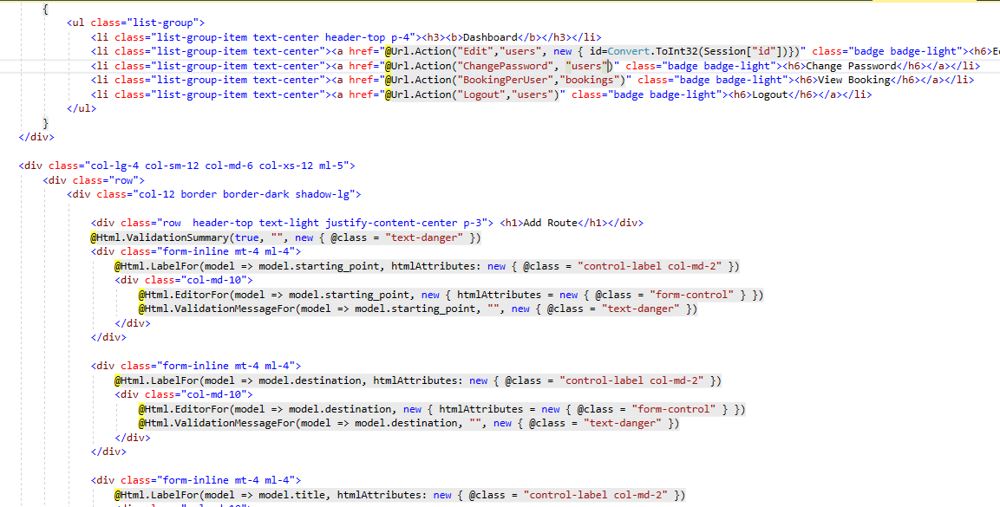 {
<ul class="list-group">
<li class="list-group-item text-center header-top p-4"><h3><b>Dashboard</b></h3></li>
<li class="list-group-item text-center"><a href="@Url.Action("Edit","users", new { id=Convert.ToInt32(Session["id"])})" class="badge badge-light"><h6>E
<li class="list-group-item text-center"><a href="@Url.Action("ChangePassword", "users")" class="badge badge-light"><h6>Change Password</h6></a></li>
<li class="list-group-item text-center"><a href="@Url.Action("BookingPerUser","bookings")" class="badge badge-light"><h6>View Booking</h6></a></li>
<li class="list-group-item text-center"><a href="@Url.Action("Logout","users")" class="badge badge-light"><h6>Logout</h6></a></li>
</ul>
}
</div>
<div class="col-lg-4 col-sm-12 col-md-6 col-xs-12 ml-5">
<div class="row">
<div class="col-12 border border-dark shadow-lg">
<div class="row  header-top text-light justify-content-center p-3"> <h1>Add Route</h1></div>
@Html.ValidationSummary(true, "", new { @class = "text-danger" })
<div class="form-inline mt-4 ml-4">
@Html.LabelFor(model => model.starting_point, htmlAttributes: new { @class = "control-label col-md-2" })
<div class="col-md-10">
@Html.EditorFor(model => model.starting_point, new { htmlAttributes = new { @class = "form-control" } })
@Html.ValidationMessageFor(model => model.starting_point, "", new { @class = "text-danger" })
</div>
</div>
<div class="form-inline mt-4 ml-4">
@Html.LabelFor(model => model.destination, htmlAttributes: new { @class = "control-label col-md-2" })
<div class="col-md-10">
@Html.EditorFor(model => model.destination, new { htmlAttributes = new { @class = "form-control" } })
@Html.ValidationMessageFor(model => model.destination, "", new { @class = "text-danger" })
</div>
</div>
<div class="form-inline mt-4 ml-4">
@Html.LabelFor(model => model.title, htmlAttributes: new { @class = "control-label col-md-2" })